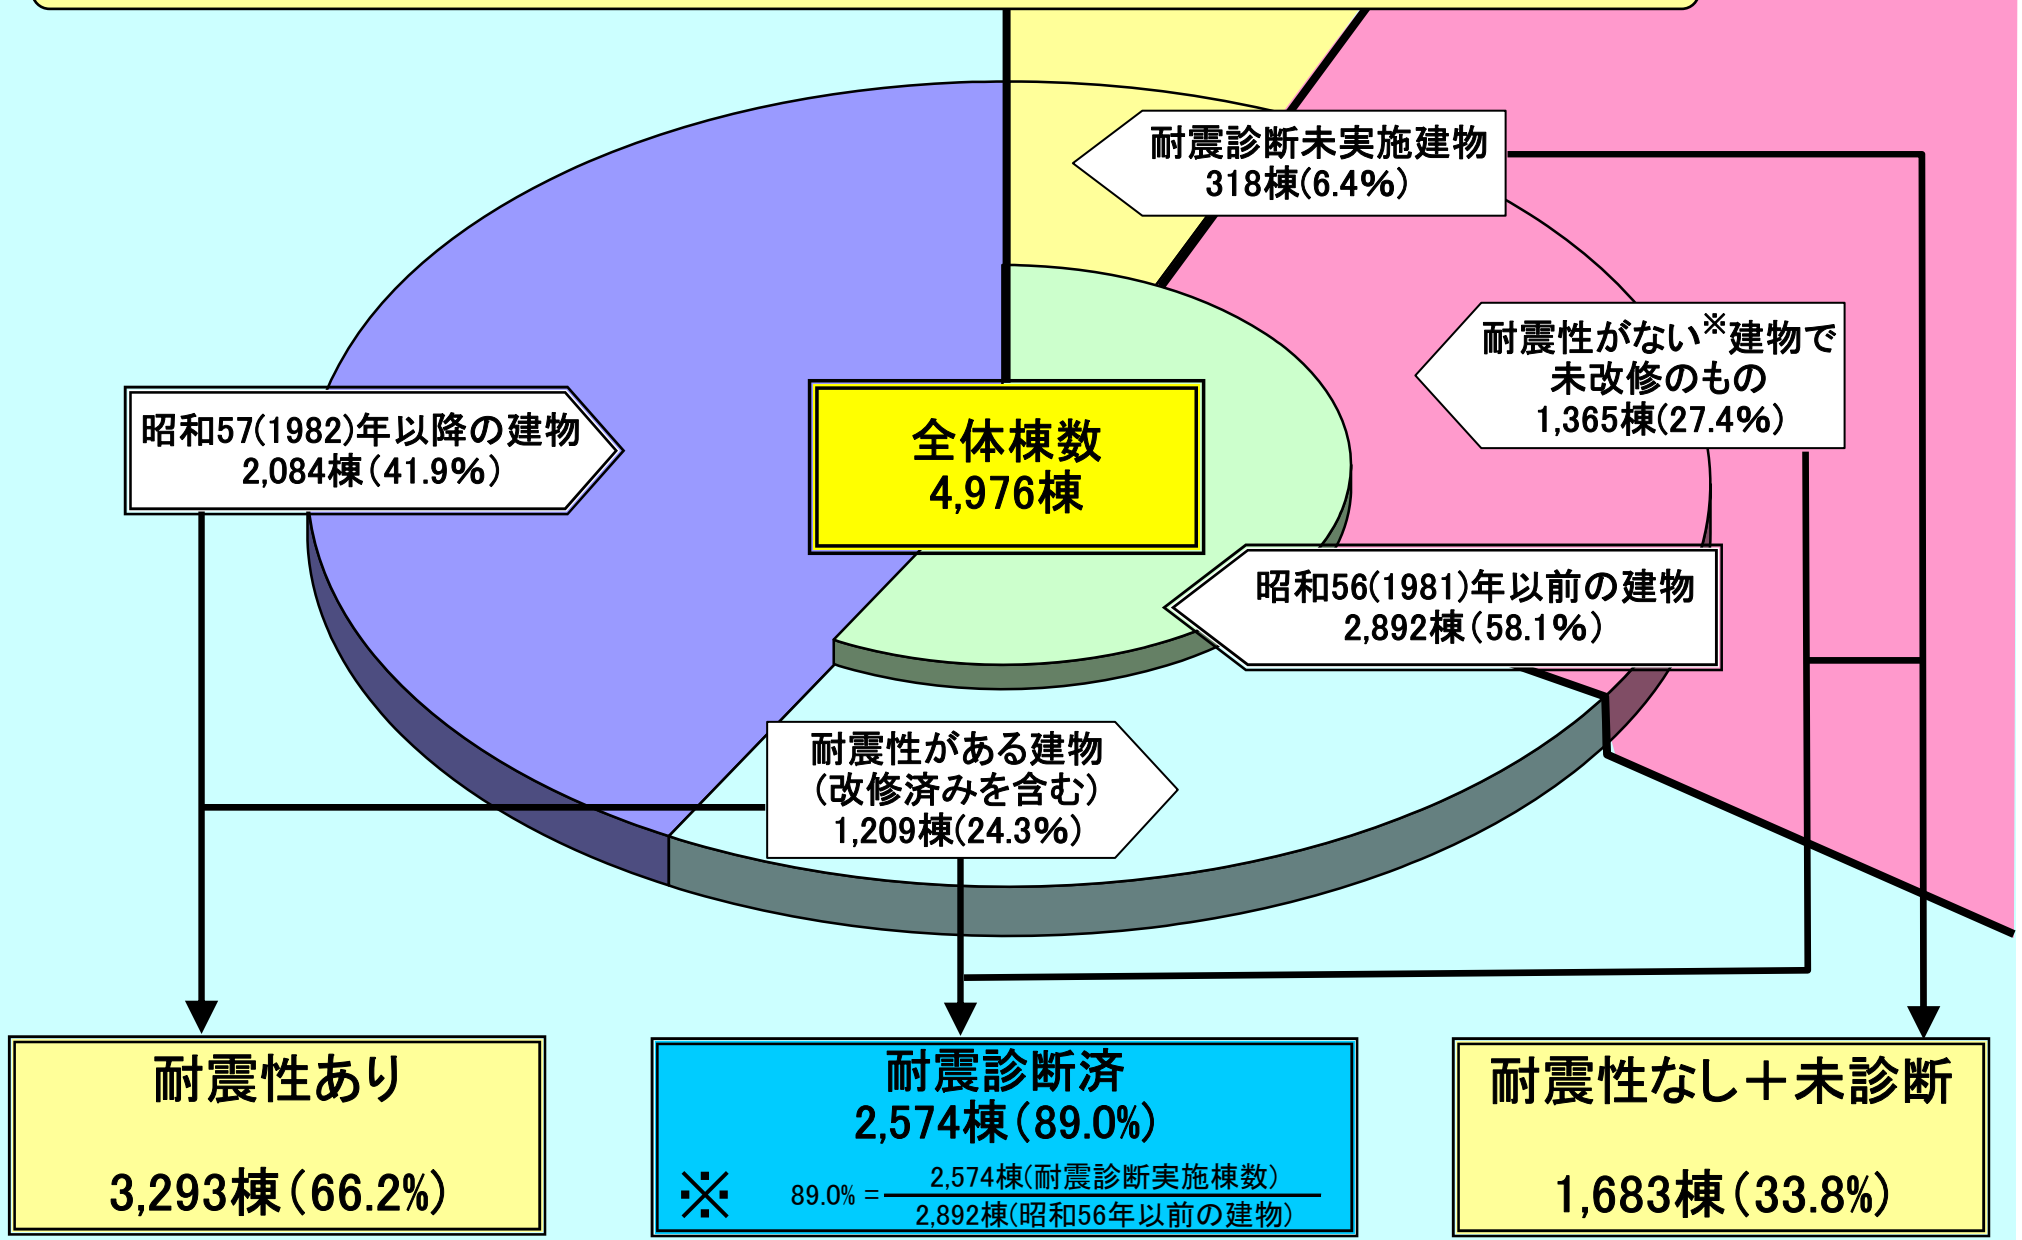 耐震診断未実施建物
318棟(6.4%)
耐震性がない※建物で
未改修のもの
1,365棟(27.4%)
昭和57(1982)年以降の建物
2,084棟(41.9%)
全体棟数
4,976棟
昭和56(1981)年以前の建物
2,892棟(58.1%)
耐震性がある建物
(改修済みを含む)
1,209棟(24.3%)
耐震性あり
3,293棟(66.2%)
耐震診断済
2,574棟(89.0%)
※ 89.0% =
2,574棟(耐震診断実施棟数)
2,892棟(昭和56年以前の建物)
耐震性なし＋未診断
1,683棟(33.8%)